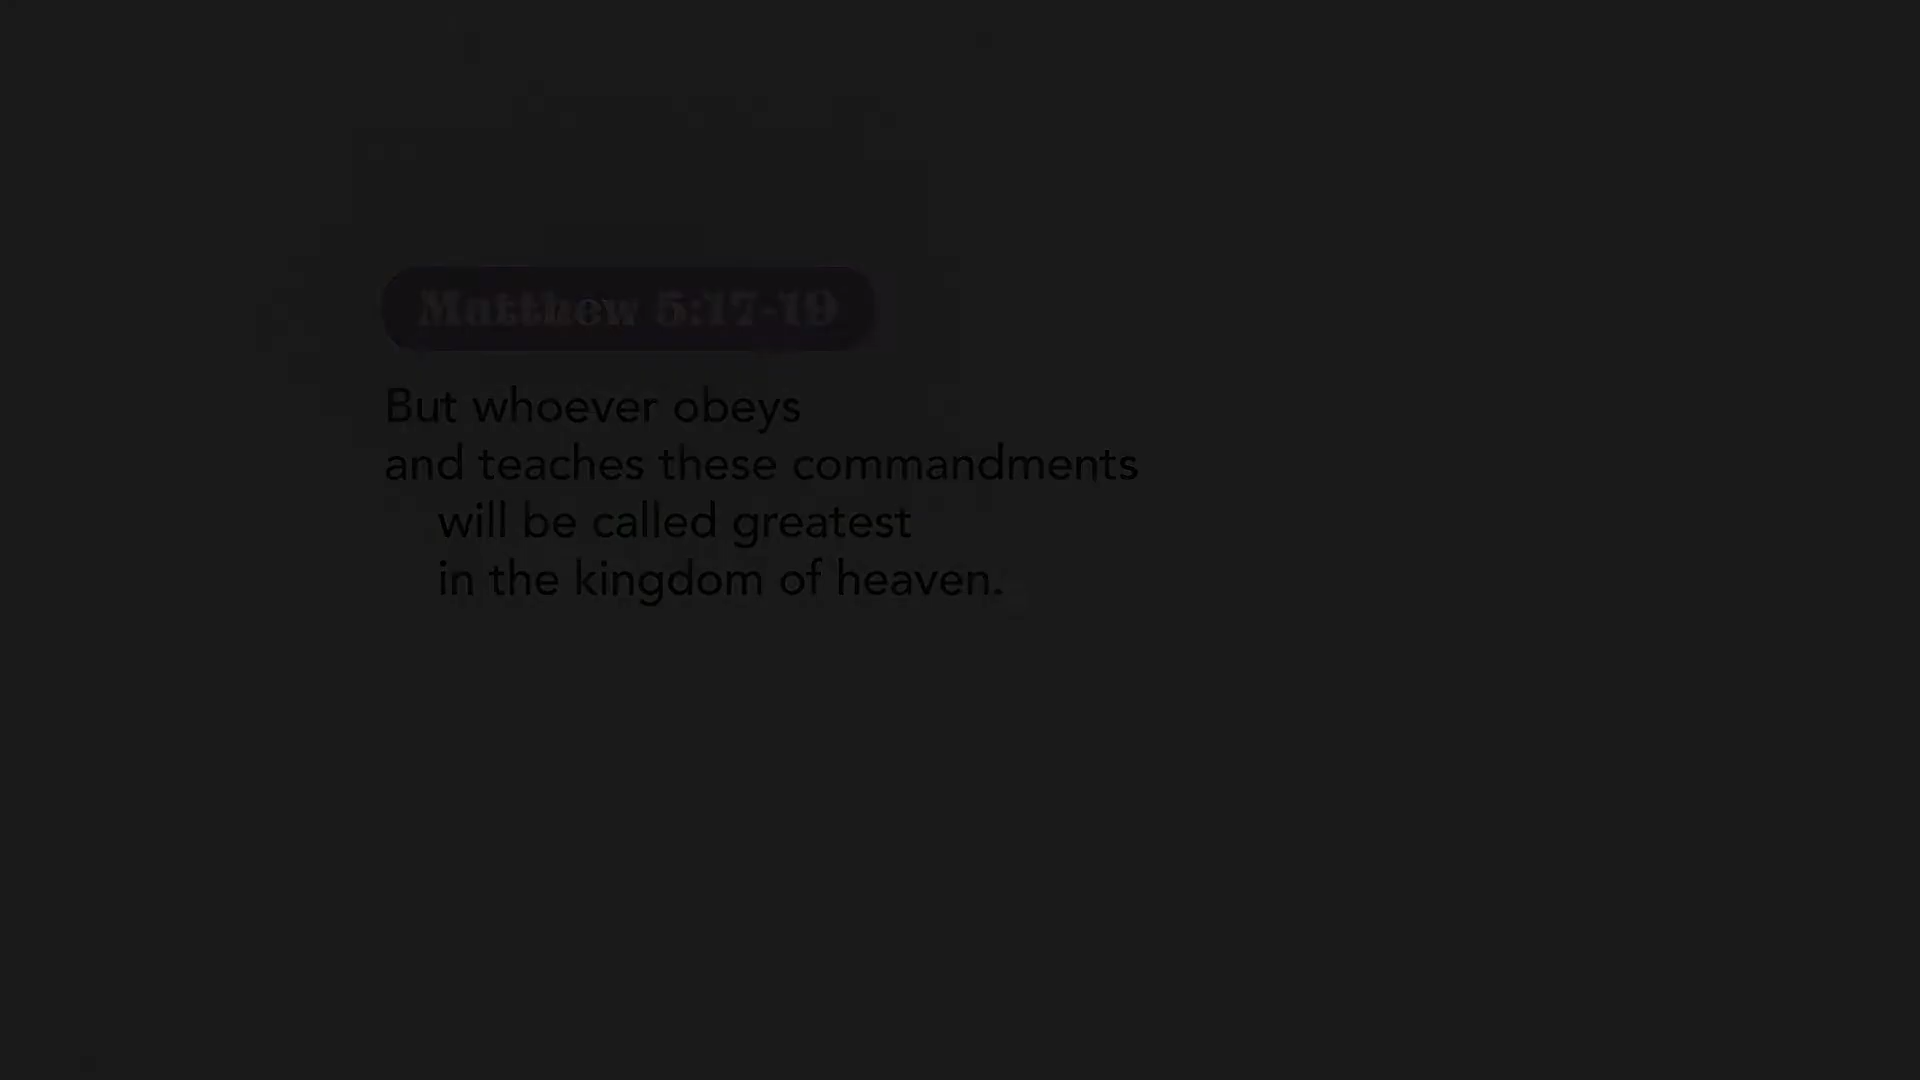 Matthew 5:17-19
But whoever obeys
and teaches these commandments
will be called greatest
in the kingdom of heaven.